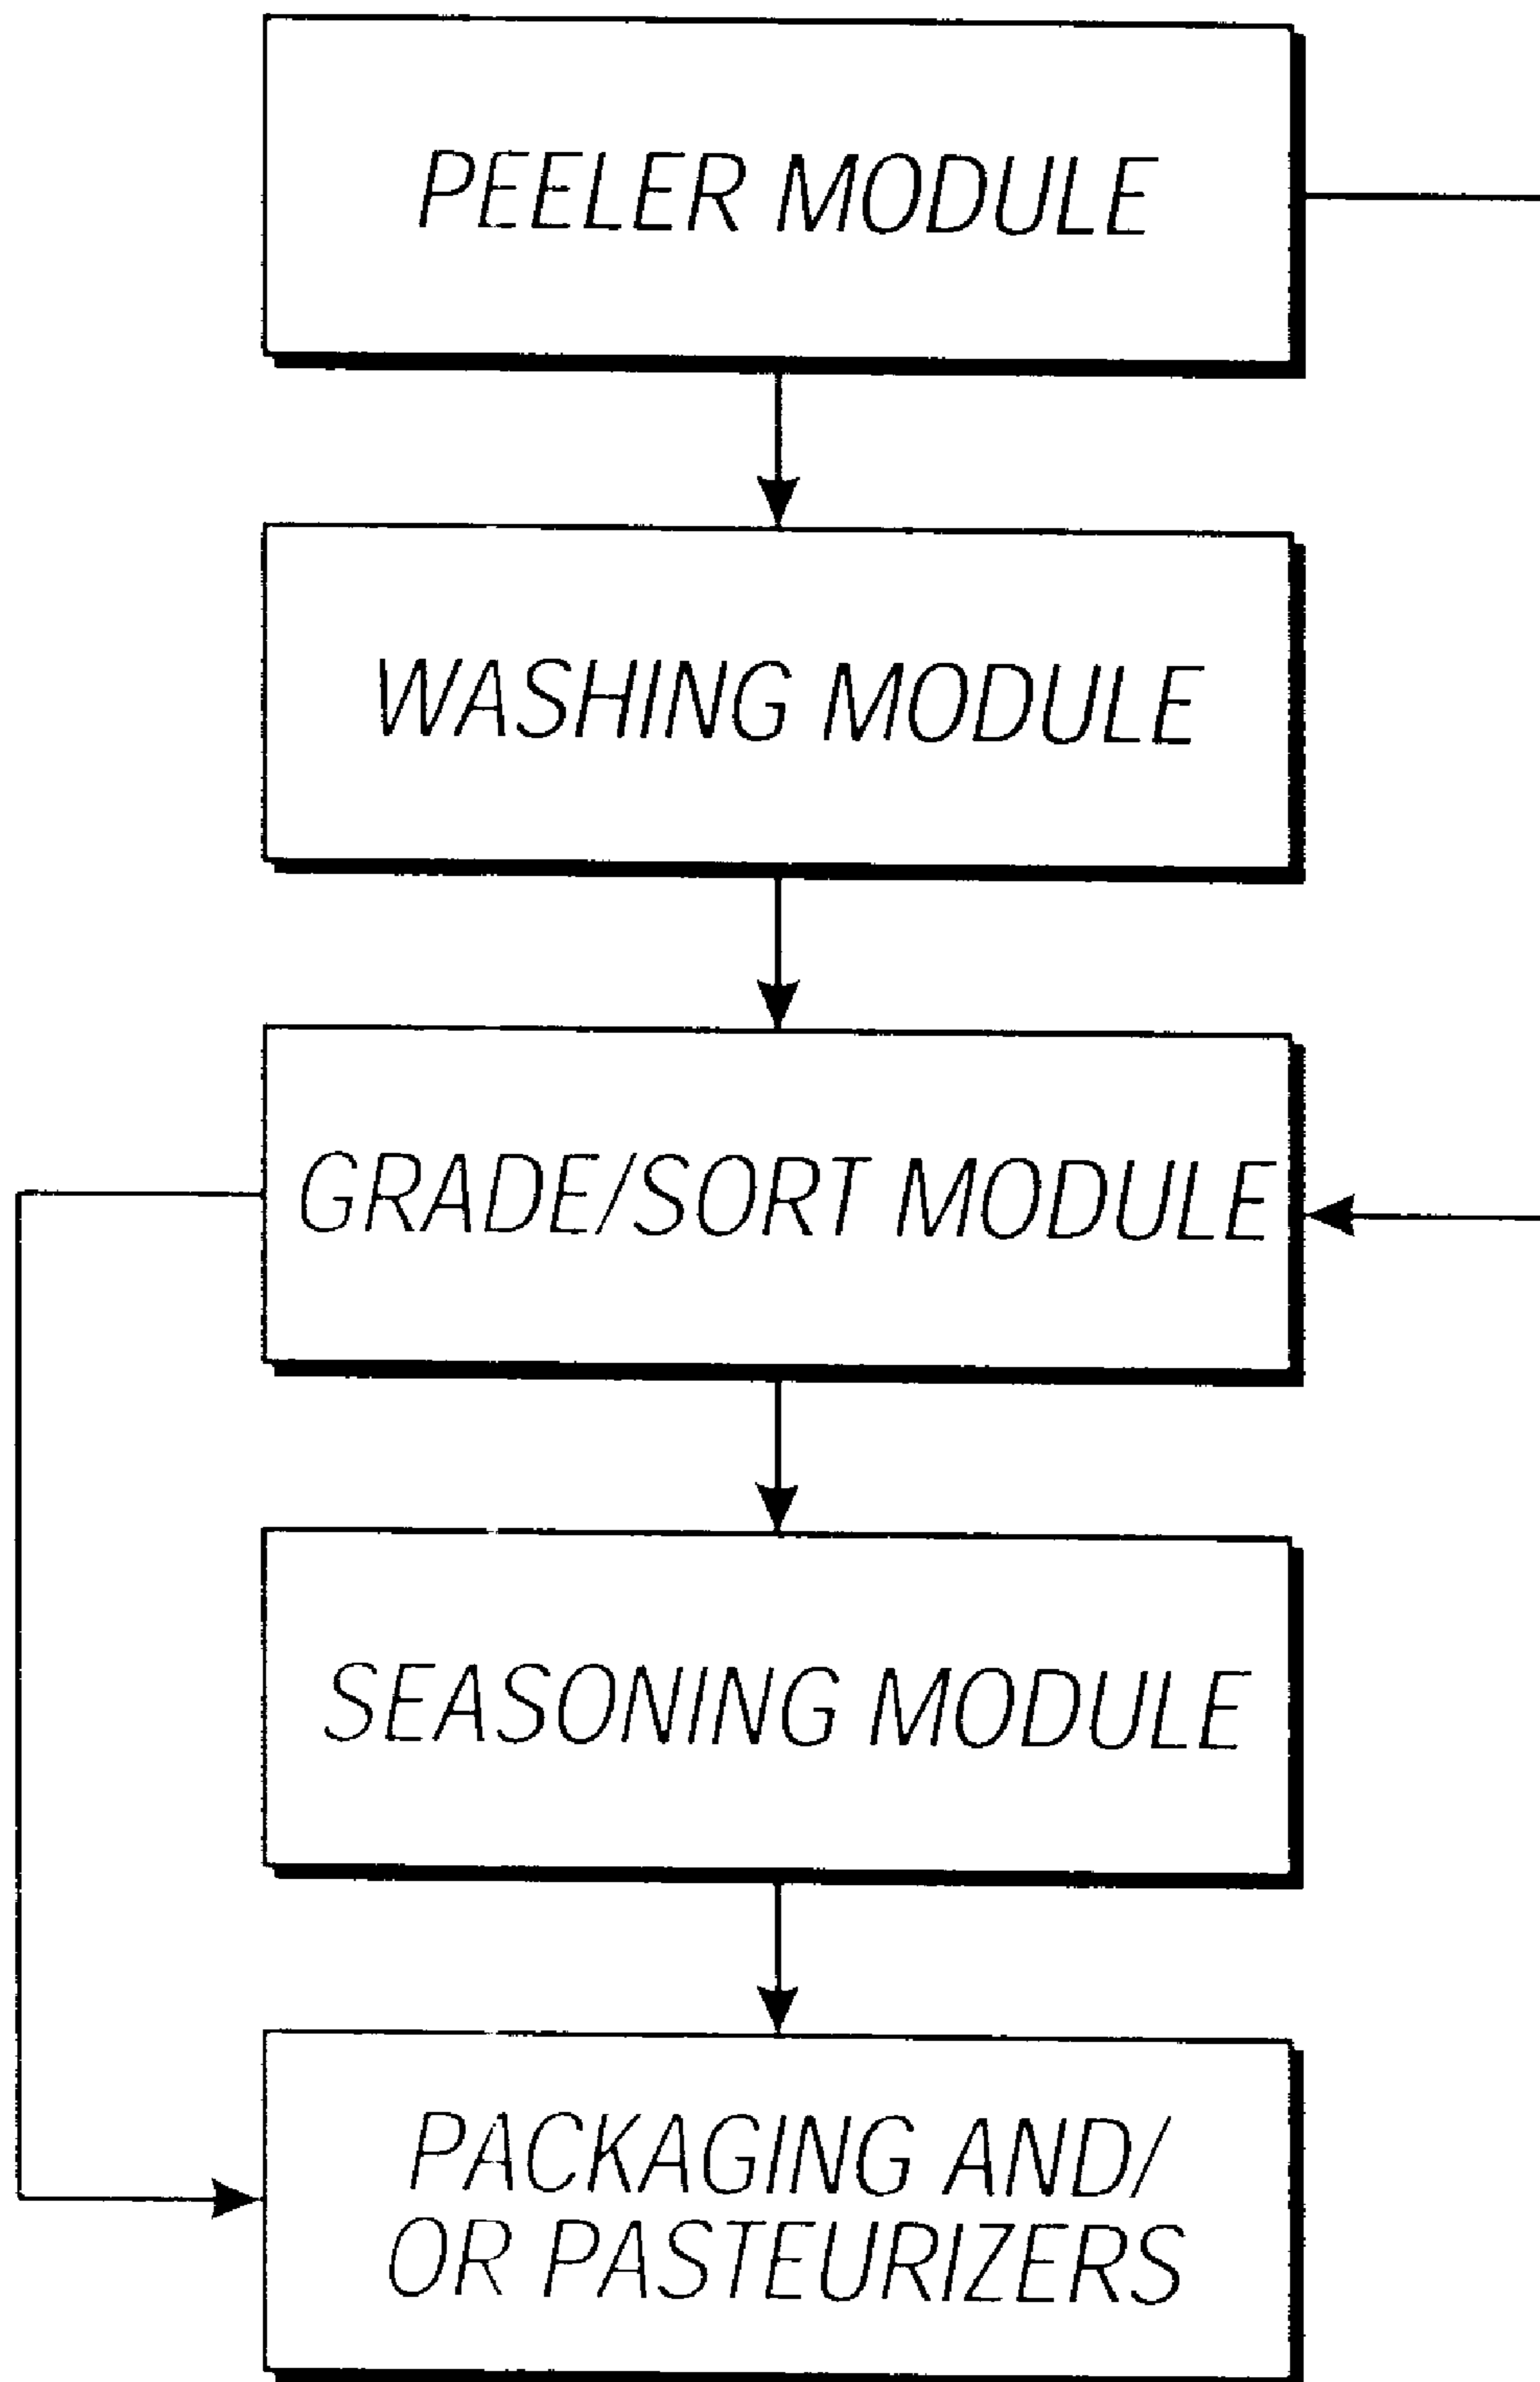 PEELER MODULE
WASHING MODULE
GRADE/SORT MODULE
SEASONING MODULE
PACKAGING AND/
OR PASTEURIZERS